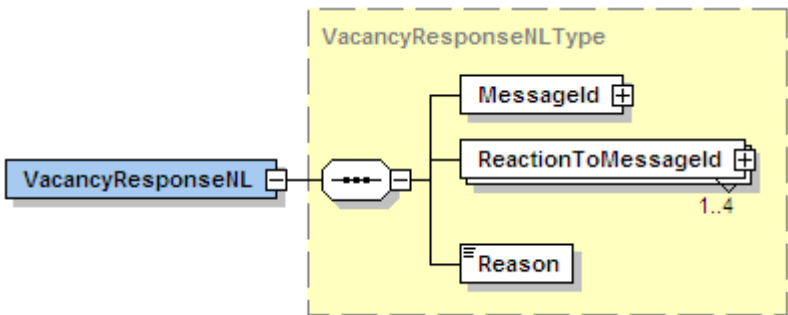 VacancyResponseNLType
MessageId
VacancyResponseNL
ReactionToMessageId
1..4
Reason